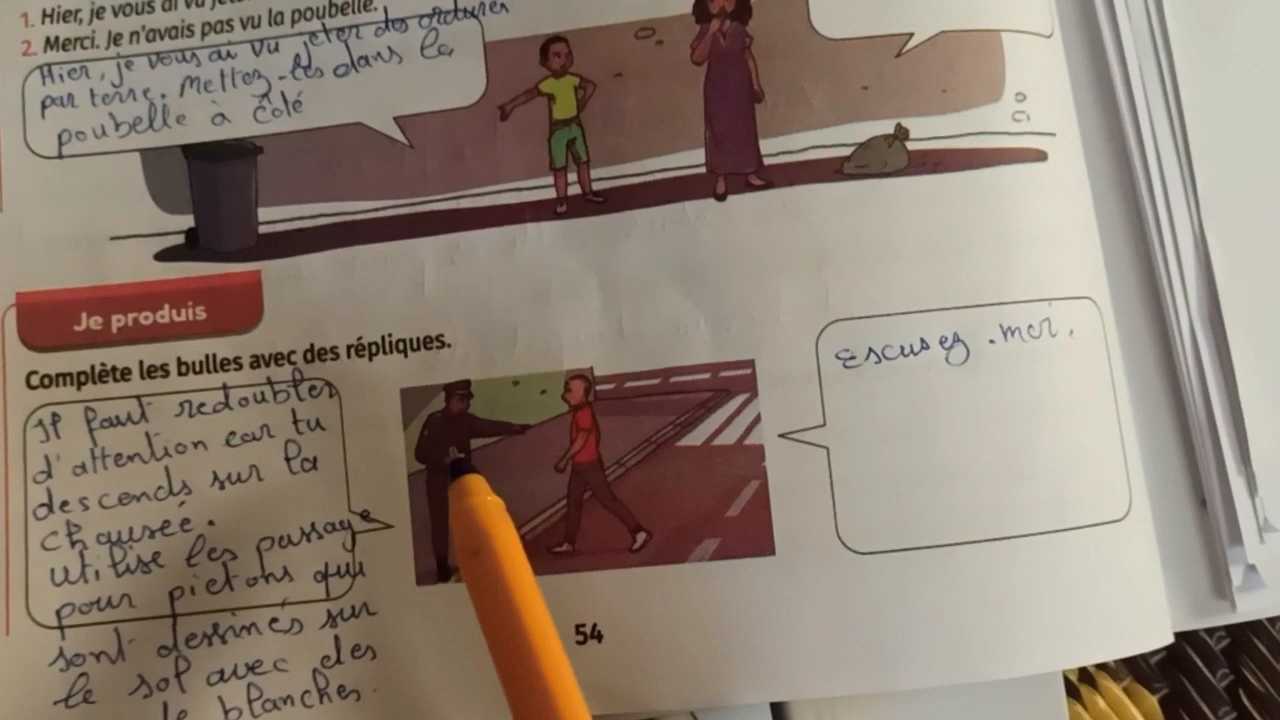 1. Hier, je vous ai vu
2. Merci. Je n'avais pas vu la poubelle.
Hier, je vous ai vu jeter des ordures
par terre. Mettez-les dans la
poubelle à côté
Je produis
Complète les bulles avec des répliques.
Il faut redoubler
d'attention car tu
descends sur la
chausée.
utilise les passage
pour pietons qui
sont dessinés sur
le sol avec des
blanches.
Escusez-moi.
54